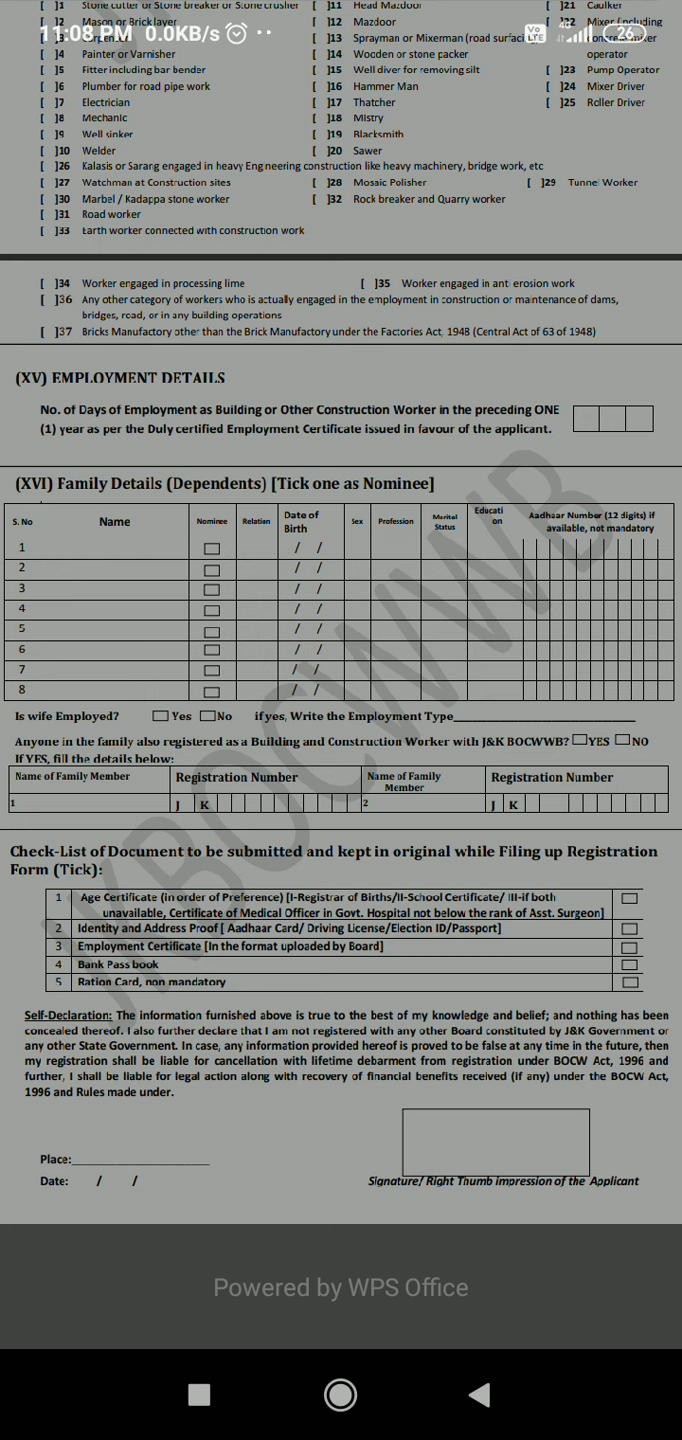 [ ]1 Stone cutter or Stone breaker or Stone crusher [ ]11 Head Mazdoor [ ]21 Caulker
[ ]2 Mason or Brick layer [ ]12 Mazdoor [ ]22 Mixer (including
11:08 PM 0.0KB/s Vo LTE 4G 26
[ ]3 Carpenter [ ]13 Sprayman or Mixerman (road surfacing) concrete mixer
[ ]4 Painter or Varnisher [ ]14 Wooden or stone packer operator
[ ]5 Fitter including bar bender [ ]15 Well diver for removing silt [ ]23 Pump Operator
[ ]6 Plumber for road pipe work [ ]16 Hammer Man [ ]24 Mixer Driver
[ ]7 Electrician [ ]17 Thatcher [ ]25 Roller Driver
[ ]8 Mechanic [ ]18 Mistry
[ ]9 Well sinker [ ]19 Blacksmith
[ ]10 Welder [ ]20 Sawer
[ ]26 Kalasis or Sarang engaged in heavy Engineering construction like heavy machinery, bridge work, etc
[ ]27 Watchman at Construction sites [ ]28 Mosaic Polisher [ ]29 Tunnel Worker
[ ]30 Marbel / Kadappa stone worker [ ]32 Rock breaker and Quarry worker
[ ]31 Road worker
[ ]33 Earth worker connected with construction work
[ ]34 Worker engaged in processing lime [ ]35 Worker engaged in anti erosion work
[ ]36 Any other category of workers who is actually engaged in the employment in construction or maintenance of dams,
bridges, road, or in any building operations
[ ]37 Bricks Manufactory other than the Brick Manufactory under the Factories Act, 1948 (Central Act of 63 of 1948)
(XV) EMPLOYMENT DETAILS
No. of Days of Employment as Building or Other Construction Worker in the preceding ONE
(1) year as per the Duly certified Employment Certificate issued in favour of the applicant.
(XVI) Family Details (Dependents) [Tick one as Nominee]
S. No Name Nominee Relation Date of Birth Sex Profession Marital Status Educati on Aadhaar Number (12 digits) if available, not mandatory
1 / /
2 / /
3 / /
4 / /
5 / /
6 / /
7 / /
8 / /
Is wife Employed? Yes No if yes, Write the Employment Type
Anyone in the family also registered as a Building and Construction Worker with J&K BOCWWB? YES NO
If YES, fill the details below:
Name of Family Member Registration Number Name of Family Member Registration Number
1 J K 2 J K
JKBOCWWB
Check-List of Document to be submitted and kept in original while Filing up Registration
Form (Tick):
1 Age Certificate (in order of Preference) [I-Registrar of Births/II-School Certificate/ III-if both
unavailable, Certificate of Medical Officer in Govt. Hospital not below the rank of Asst. Surgeon]
2 Identity and Address Proof [ Aadhaar Card/ Driving License/Election ID/Passport]
3 Employment Certificate [In the format uploaded by Board]
4 Bank Pass book
5 Ration Card, non mandatory
Self-Declaration: The information furnished above is true to the best of my knowledge and belief; and nothing has been
concealed thereof. I also further declare that I am not registered with any other Board constituted by J&K Government or
any other State Government. In case, any information provided hereof is proved to be false at any time in the future, then
my registration shall be liable for cancellation with lifetime debarment from registration under BOCW Act, 1996 and
further, I shall be liable for legal action along with recovery of financial benefits received (if any) under the BOCW Act,
1996 and Rules made under.
Place:
Date: / /
Signature/ Right Thumb impression of the Applicant
Powered by WPS Office